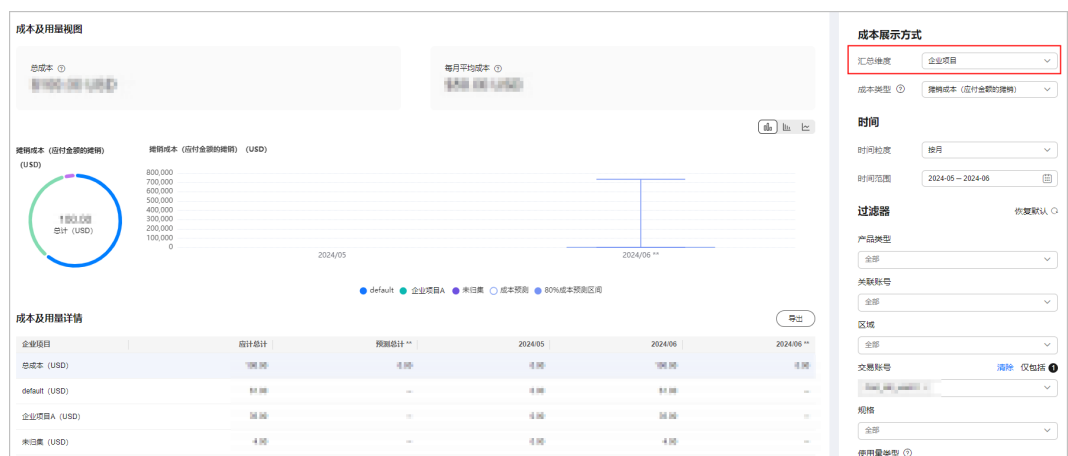 成本及用量视图
总成本
每月平均成本
摊销成本（应付金额的摊销）
（USD）
合计（USD）
摊销成本（应付金额的摊销）（USD）
800,000
700,000
600,000
500,000
400,000
300,000
200,000
100,000
0
2024/05
2024/06 **
default
企业项目A
未归集
成本预测
80%成本预测区间
成本及用量详情
导出
企业项目 应计总计 预测总计 ** 2024/05 2024/06 2024/06 **
总成本（USD）
default（USD） -- --
企业项目A（USD） -- --
未归集（USD） -- --
成本展示方式
汇总维度 企业项目
成本类型 摊销成本（应付金额的摊销）
时间
时间粒度 按月
时间范围 2024-05 – 2024-06
过滤器 恢复默认
产品类型
全部
关联账号
全部
区域
全部
交易账号 清除 仅包括 1
规格
全部
使用量类型